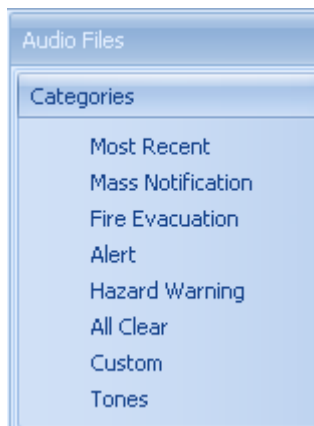 Audio Files
Categories
Most Recent
Mass Notification
Fire Evacuation
Alert
Hazard Warning
All Clear
Custom
Tones